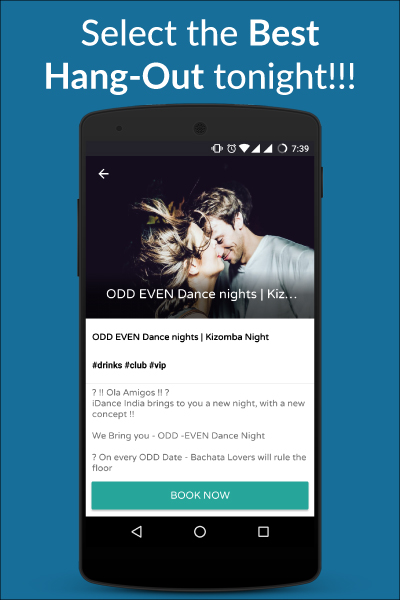 Select the Best
Hang-Out tonight!!!
7:39
ODD EVEN Dance nights | Kiz...
ODD EVEN Dance nights | Kizomba Night
#drinks #club #vip
? !! Ola Amigos !! ?
iDance India brings to you a new night, with a new
concept !!
We Bring you - ODD -EVEN Dance Night
? On every ODD Date - Bachata Lovers will rule the
floor
BOOK NOW